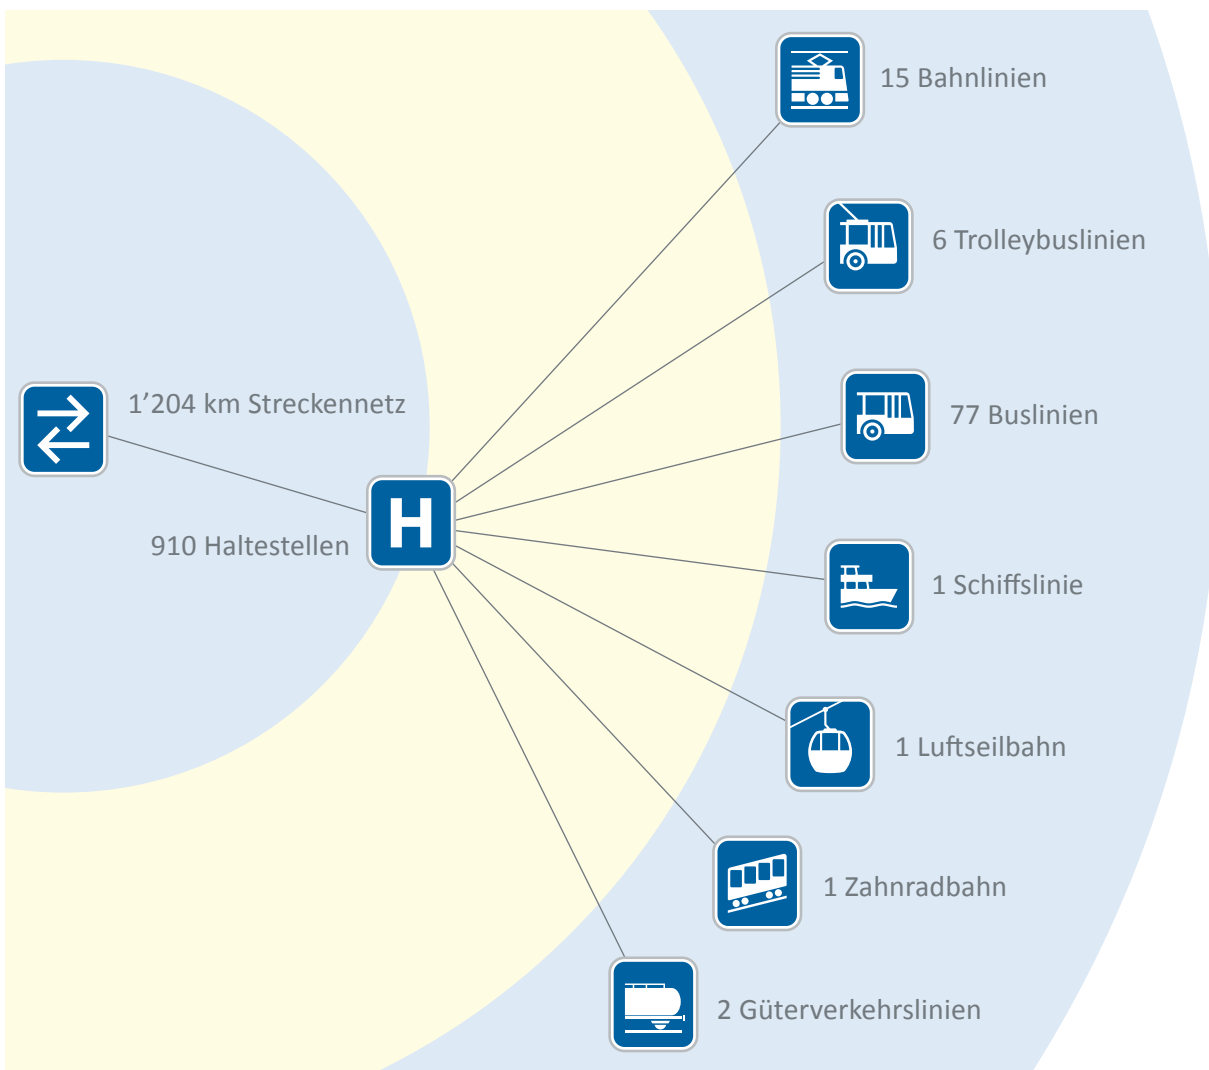 15 Bahnlinien
6 Trolleybuslinien
1’204 km Streckennetz
77 Buslinien
H
910 Haltestellen
1 Schiffslinie
1 Luftseilbahn
1 Zahnradbahn
2 Güterverkehrslinien